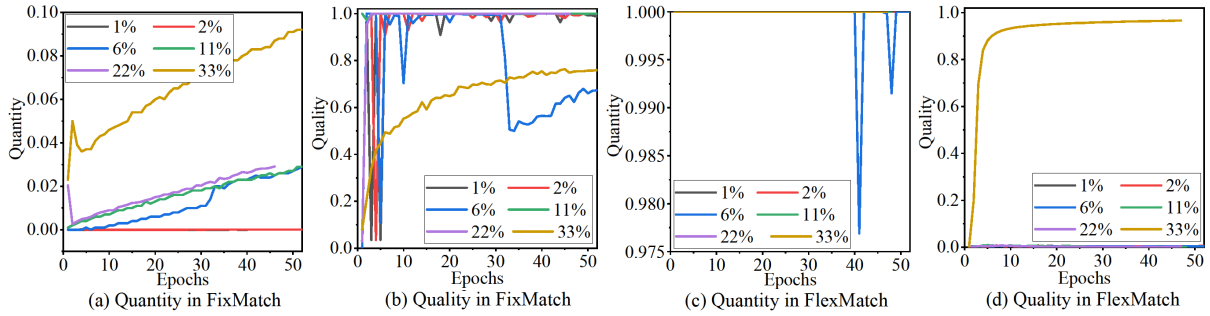 0.10
0.08
0.06
0.04
0.02
0.00
Quantity
1% 2%
6% 11%
22% 33%
0 10 20 30 40 50
Epochs
(a) Quantity in FixMatch
1.0
0.8
0.6
0.4
0.2
0.0
Quality
1% 2%
6% 11%
22% 33%
0 10 20 30 40 50
Epochs
(b) Quality in FixMatch
1.000
0.995
0.990
0.985
0.980
0.975
Quantity
1% 2%
6% 11%
22% 33%
0 10 20 30 40 50
Epochs
(c) Quantity in FlexMatch
1.0
0.8
0.6
0.4
0.2
0.0
Quality
1% 2%
6% 11%
22% 33%
0 10 20 30 40 50
Epochs
(d) Quality in FlexMatch